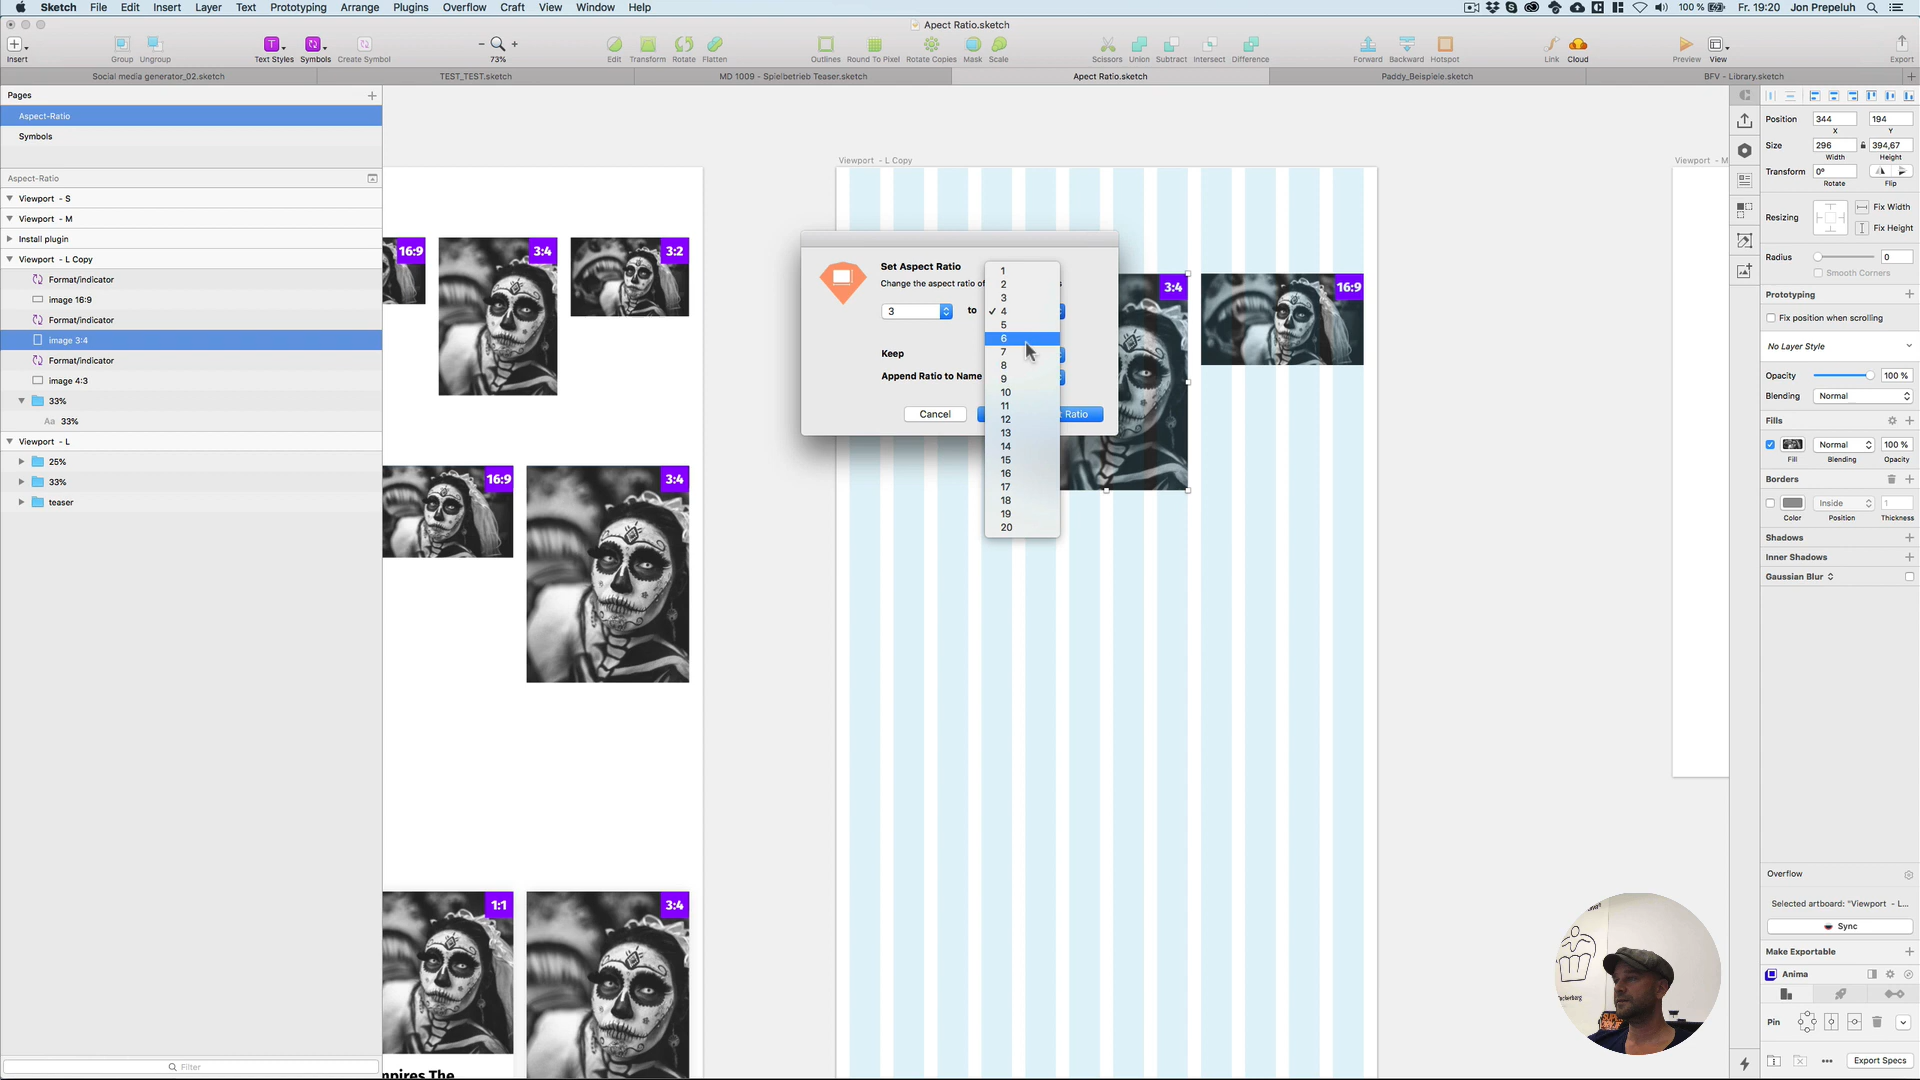 Sketch File Edit Insert Layer Text Prototyping Arrange Plugins Overflow Craft View Window Help
100 % Fr. 19:20 Jon Prepeluh
Apect Ratio.sketch
Insert Group Ungroup Text Styles Symbols Create Symbol 73% Edit Transform Rotate Flatten Outlines Round To Pixel Rotate Copies Mask Scale Scissors Union Subtract Intersect Difference Forward Backward Hotspot Link Cloud Preview View Export
Social media generator_02.sketch TEST_TEST.sketch MD 1009 - Spielbetrieb Teaser.sketch Apect Ratio.sketch Paddy_Beispiele.sketch BFV - Library.sketch
Pages
Aspect-Ratio
Symbols
Aspect-Ratio
Viewport - S
Viewport - M
Install plugin
Viewport - L Copy
Format/indicator
image 16:9
Format/indicator
image 3:4
Format/indicator
image 4:3
33%
Aa 33%
Viewport - L
25%
33%
teaser
Filter
16:9 3:4 3:2
16:9 3:4
1:1 3:4
mpires The
Viewport - L Copy
3:4 16:9
Viewport - M
Set Aspect Ratio
Change the aspect ratio of
3 to
Keep
Append Ratio to Name
Cancel
Ratio
1
2
3
✓ 4
5
6
7
8
9
10
11
12
13
14
15
16
17
18
19
20
Position 344 194
X Y
Size 296 394,67
Width Height
Transform 0°
Rotate Flip
Resizing Fix Width
Fix Height
Radius 0
Smooth Corners
Prototyping
Fix position when scrolling
No Layer Style
Opacity 100 %
Blending Normal
Fills
Normal 100 %
Fill Blending Opacity
Borders
Inside 1
Color Position Thickness
Shadows
Inner Shadows
Gaussian Blur
Overflow
Selected artboard: "Viewport - L...
Sync
Make Exportable
Anima
Pin
Export Specs